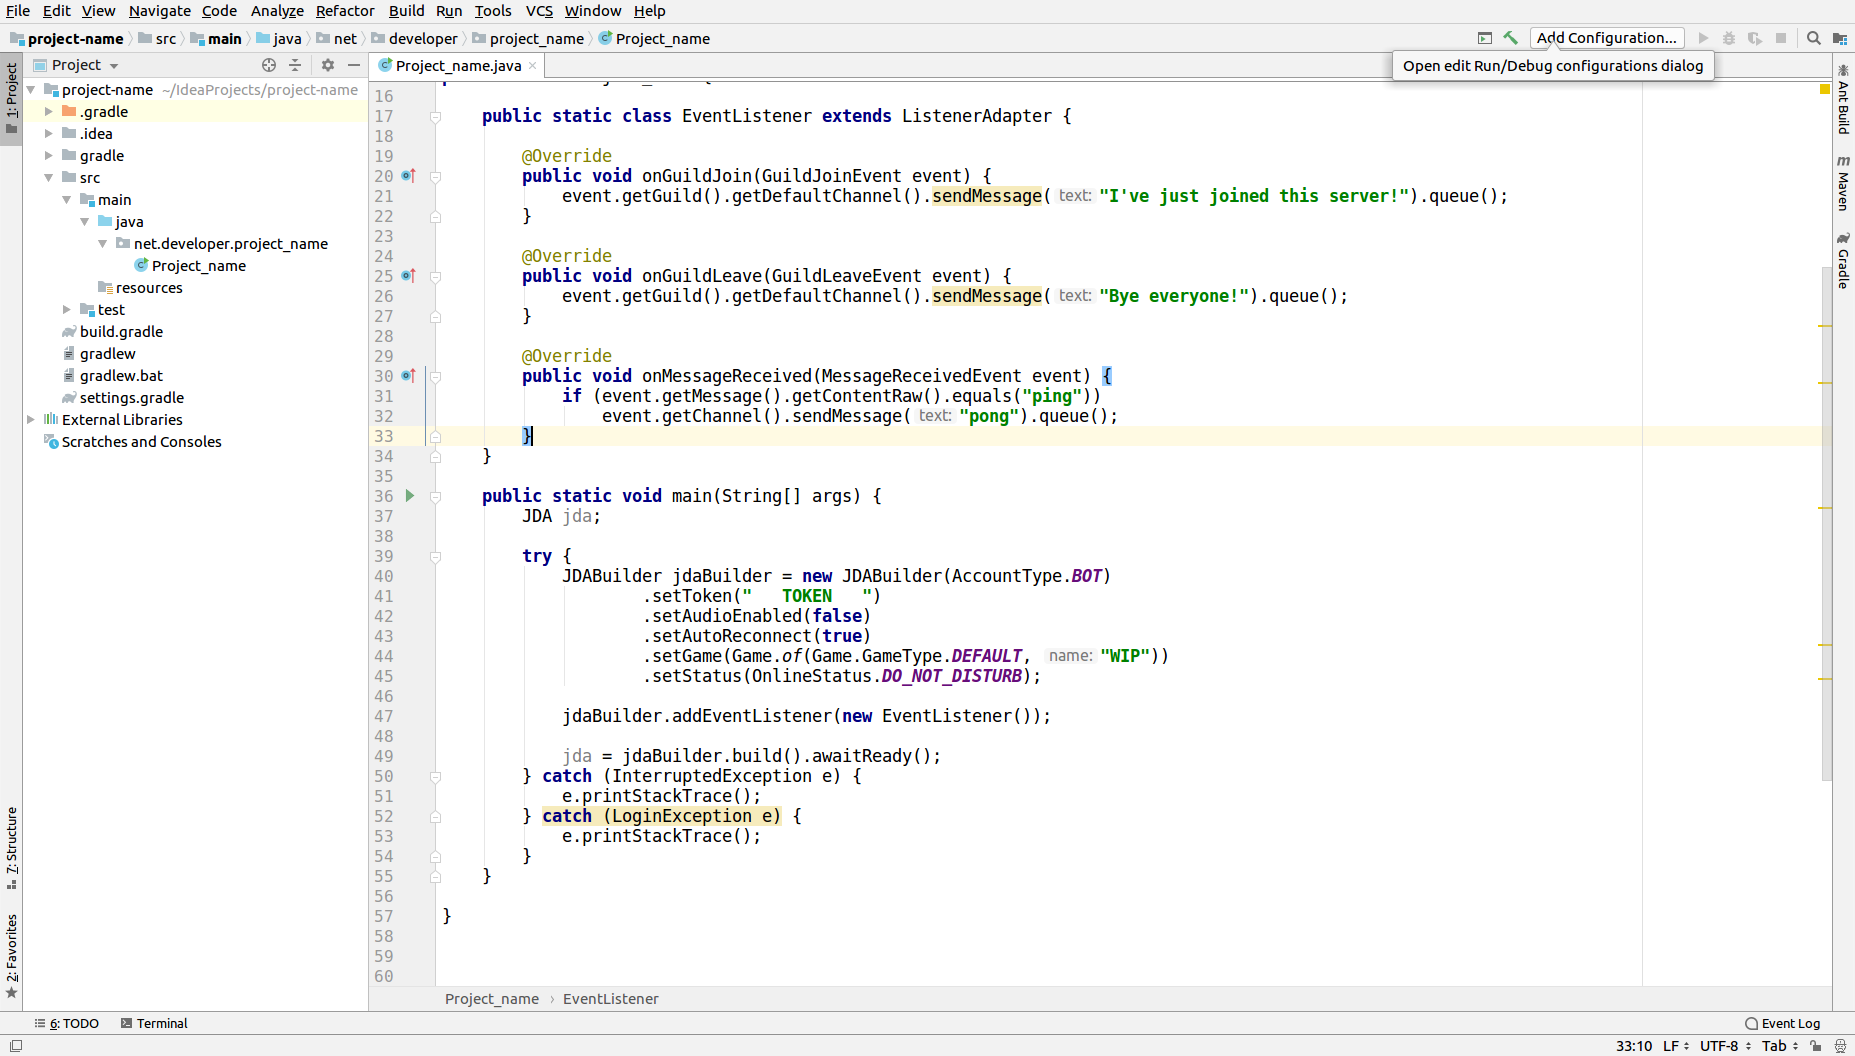 File Edit View Navigate Code Analyze Refactor Build Run Tools VCS Window Help
project-name src main java net developer project_name Project_name
Add Configuration...
Open edit Run/Debug configurations dialog
Project
Project_name.java
1: Project
7: Structure
2: Favorites
project-name ~/IdeaProjects/project-name
.gradle
.idea
gradle
src
main
java
net.developer.project_name
Project_name
resources
test
build.gradle
gradlew
gradlew.bat
settings.gradle
External Libraries
Scratches and Consoles
16
17 public static class EventListener extends ListenerAdapter {
18
19 @Override
20 public void onGuildJoin(GuildJoinEvent event) {
21 event.getGuild().getDefaultChannel().sendMessage( text: "I've just joined this server!").queue();
22 }
23
24 @Override
25 public void onGuildLeave(GuildLeaveEvent event) {
26 event.getGuild().getDefaultChannel().sendMessage( text: "Bye everyone!").queue();
27 }
28
29 @Override
30 public void onMessageReceived(MessageReceivedEvent event) {
31 if (event.getMessage().getContentRaw().equals("ping"))
32 event.getChannel().sendMessage( text: "pong").queue();
33 }
34 }
35
36 public static void main(String[] args) {
37 JDA jda;
38
39 try {
40 JDABuilder jdaBuilder = new JDABuilder(AccountType.BOT)
41 .setToken("   TOKEN   ")
42 .setAudioEnabled(false)
43 .setAutoReconnect(true)
44 .setGame(Game.of(Game.GameType.DEFAULT, name: "WIP"))
45 .setStatus(OnlineStatus.DO_NOT_DISTURB);
46
47 jdaBuilder.addEventListener(new EventListener());
48
49 jda = jdaBuilder.build().awaitReady();
50 } catch (InterruptedException e) {
51 e.printStackTrace();
52 } catch (LoginException e) {
53 e.printStackTrace();
54 }
55 }
56
57 }
58
59
60
Ant Build
Maven
Gradle
Project_name › EventListener
6: TODO Terminal Event Log
33:10 LF UTF-8 Tab